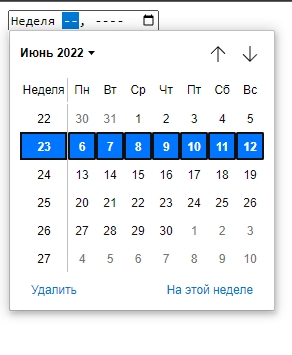 Неделя --, ----
Июнь 2022
Неделя Пн Вт Ср Чт Пт Сб Вс
22 30 31 1 2 3 4 5
23 6 7 8 9 10 11 12
24 13 14 15 16 17 18 19
25 20 21 22 23 24 25 26
26 27 28 29 30 1 2 3
27 4 5 6 7 8 9 10
Удалить На этой неделе